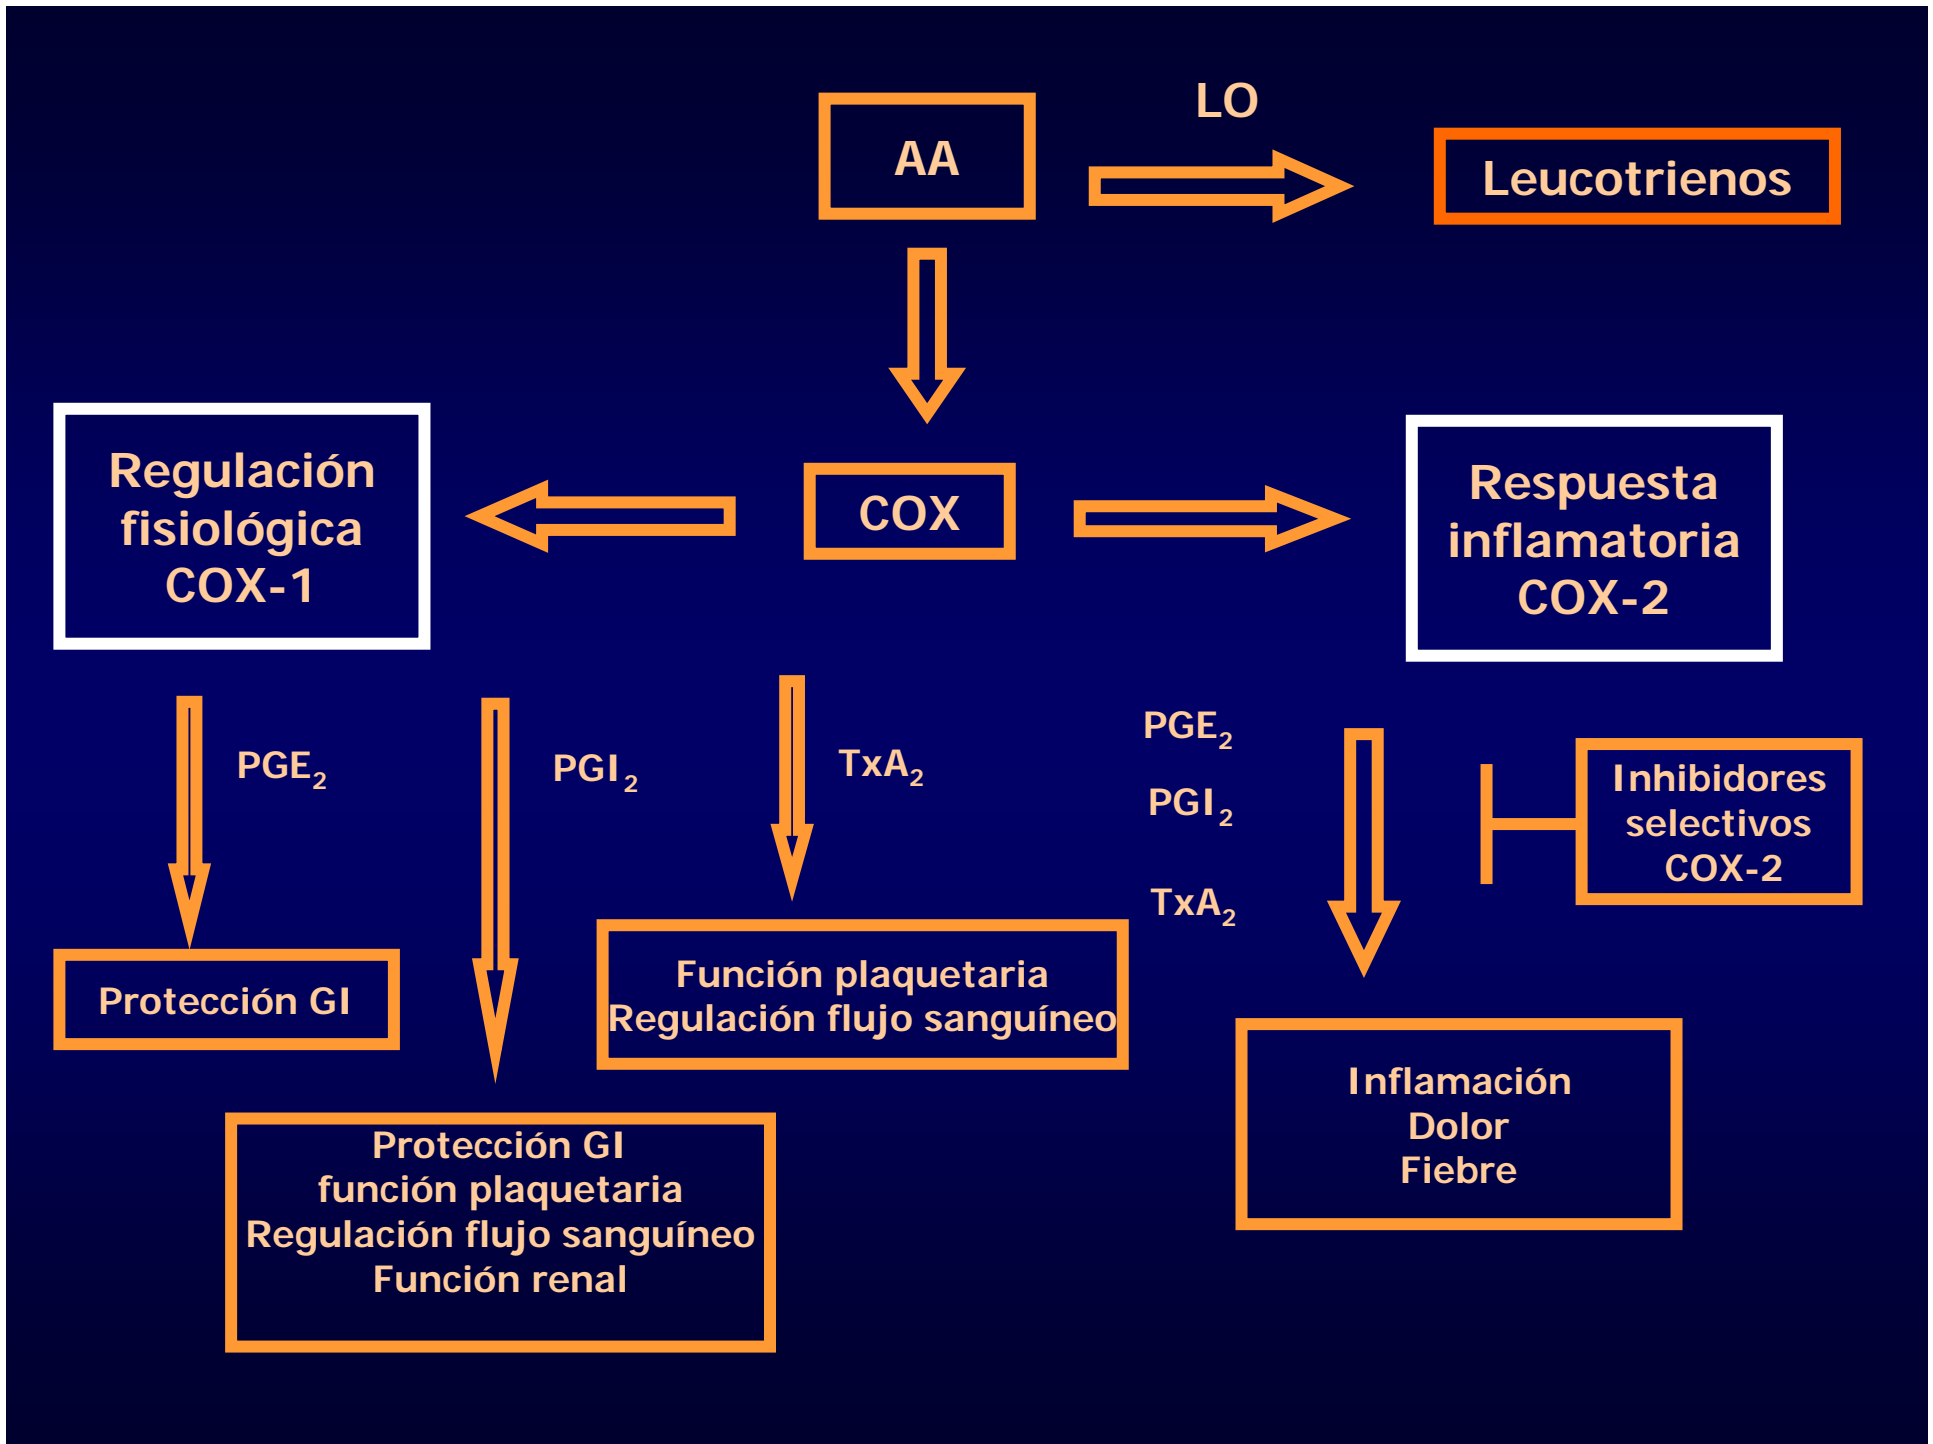 LO
AA
Leucotrienos
Regulación
fisiológica
COX-1
COX
Respuesta
inflamatoria
COX-2
PGE₂
PGI₂
TxA₂
PGE₂
PGI₂
TxA₂
Inhibidores
selectivos
COX-2
Protección GI
Función plaquetaria
Regulación flujo sanguíneo
Protección GI
función plaquetaria
Regulación flujo sanguíneo
Función renal
Inflamación
Dolor
Fiebre